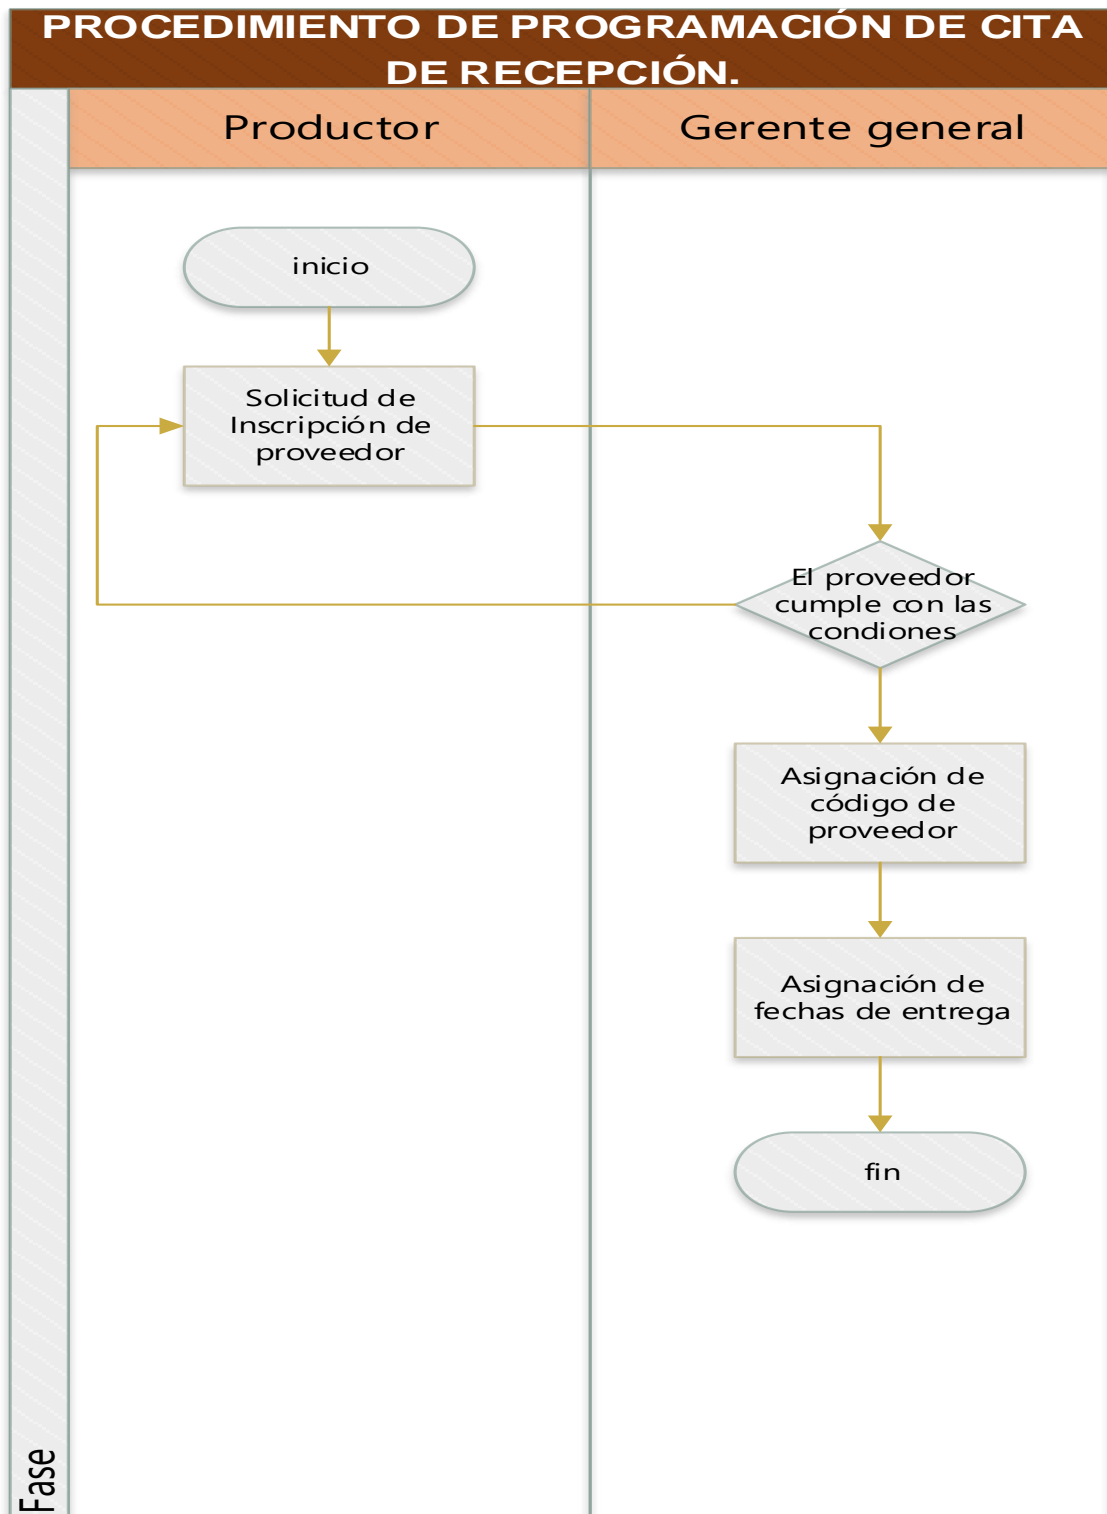 PROCEDIMIENTO DE PROGRAMACIÓN DE CITA
DE RECEPCIÓN.
Productor
Gerente general
inicio
Solicitud de
Inscripción de
proveedor
El proveedor
cumple con las
condiones
Asignación de
código de
proveedor
Asignación de
fechas de entrega
fin
Fase